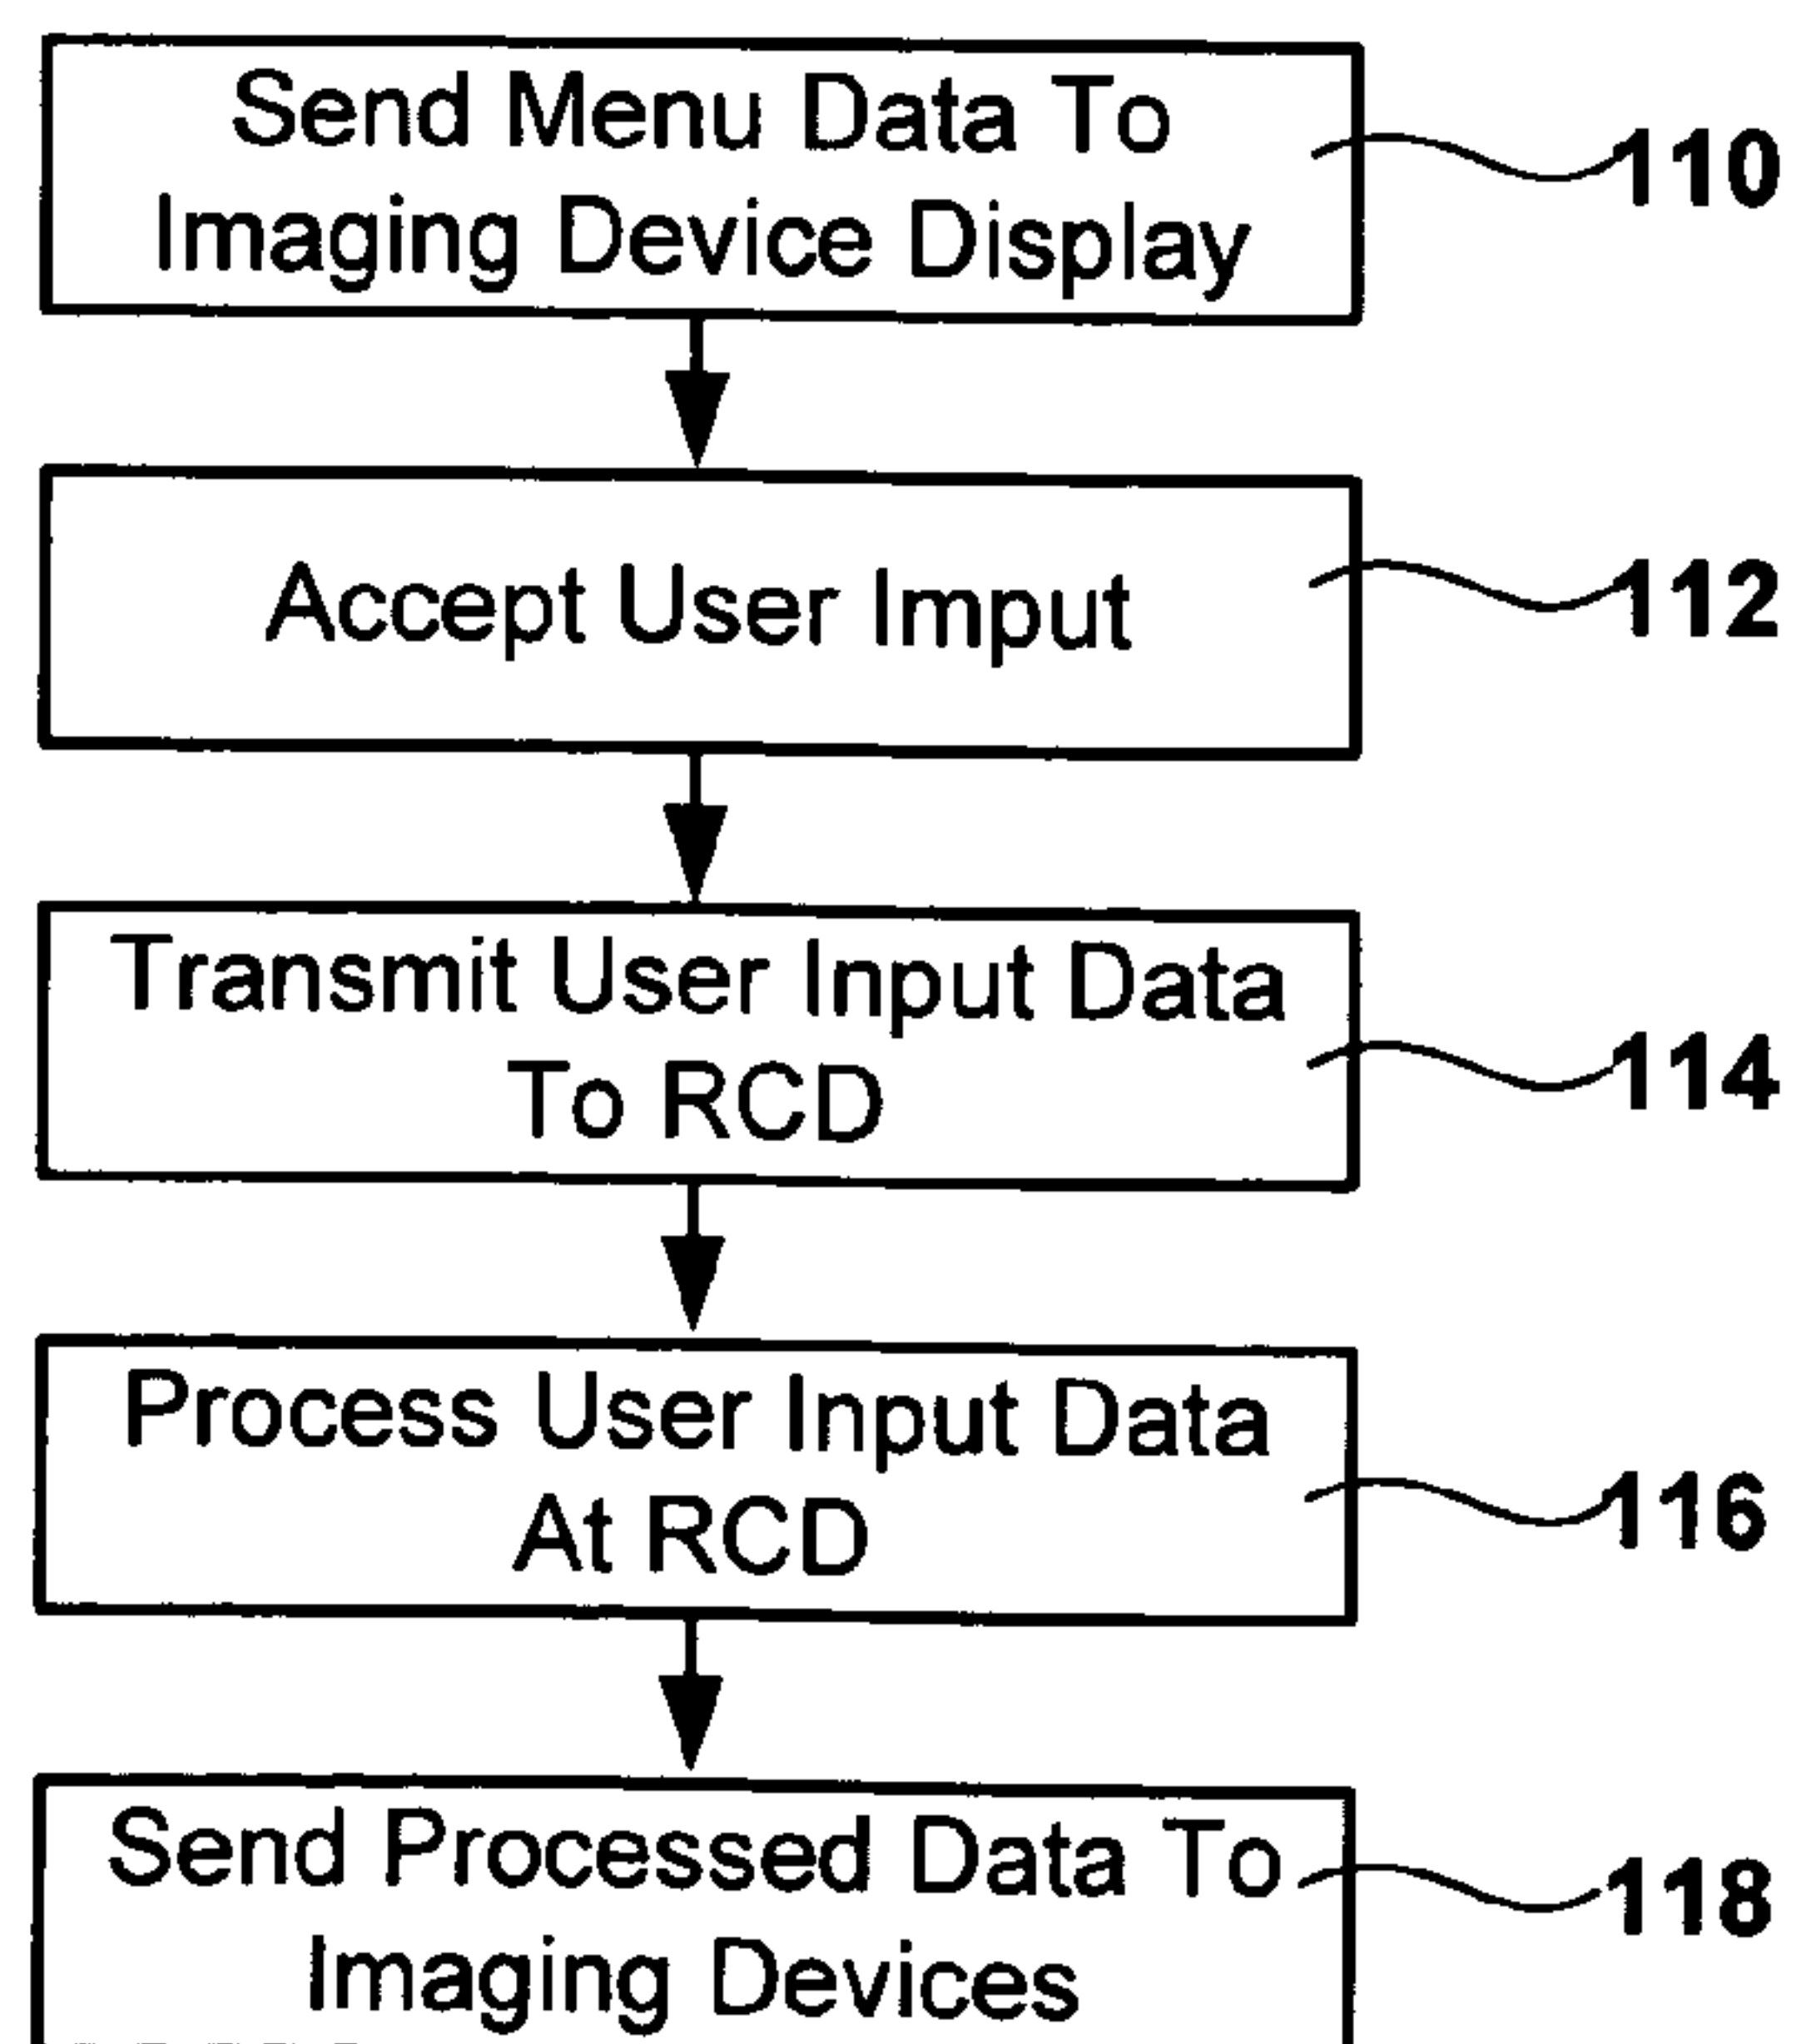 Send Menu Data To
Imaging Device Display
110
Accept User Imput
112
Transmit User Input Data
To RCD
114
Process User Input Data
At RCD
116
Send Processed Data To
Imaging Devices
118